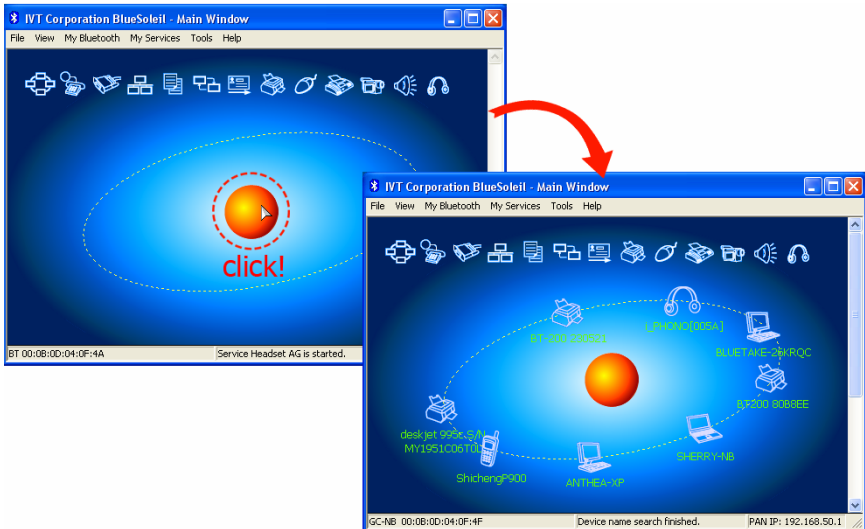 IVT Corporation BlueSoleil - Main Window
File View My Bluetooth My Services Tools Help
click!
BT 00:0B:0D:04:0F:4A Service Headset AG is started.
IVT Corporation BlueSoleil - Main Window
File View My Bluetooth My Services Tools Help
I_PHONO[005A]
BT-200
BLUETAKE-26KRQC
BT200 80B8EE
deskjet 995c S/N
MY1951C06T0L
SHERRY-NB
ShichengP900
ANTHEA-XP
GC-NB 00:0B:0D:04:0F:4F Device name search finished. PAN IP: 192.168.50.1